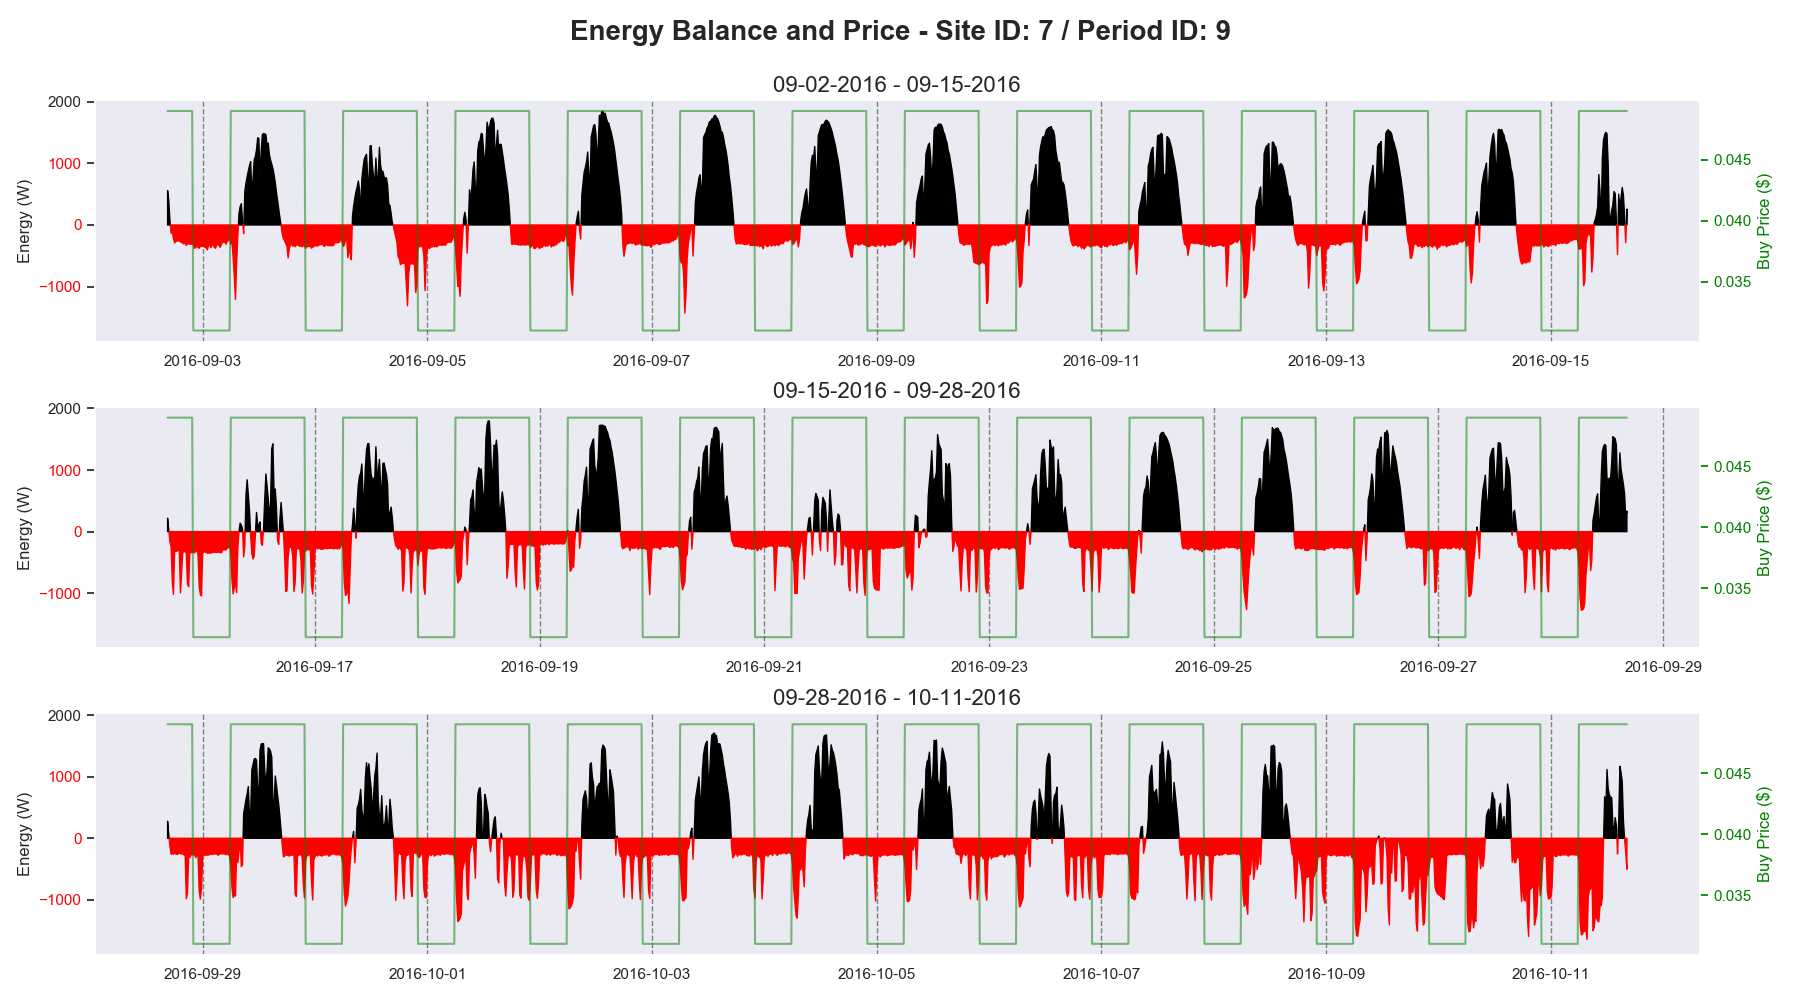 Energy Balance and Price - Site ID: 7 / Period ID: 9
09-02-2016 - 09-15-2016
2000
1000
0
−1000
Energy (W)
0.045
0.040
0.035
Buy Price ($)
2016-09-03 2016-09-05 2016-09-07 2016-09-09 2016-09-11 2016-09-13 2016-09-15
09-15-2016 - 09-28-2016
2000
1000
0
−1000
Energy (W)
0.045
0.040
0.035
Buy Price ($)
2016-09-17 2016-09-19 2016-09-21 2016-09-23 2016-09-25 2016-09-27 2016-09-29
09-28-2016 - 10-11-2016
2000
1000
0
−1000
Energy (W)
0.045
0.040
0.035
Buy Price ($)
2016-09-29 2016-10-01 2016-10-03 2016-10-05 2016-10-07 2016-10-09 2016-10-11